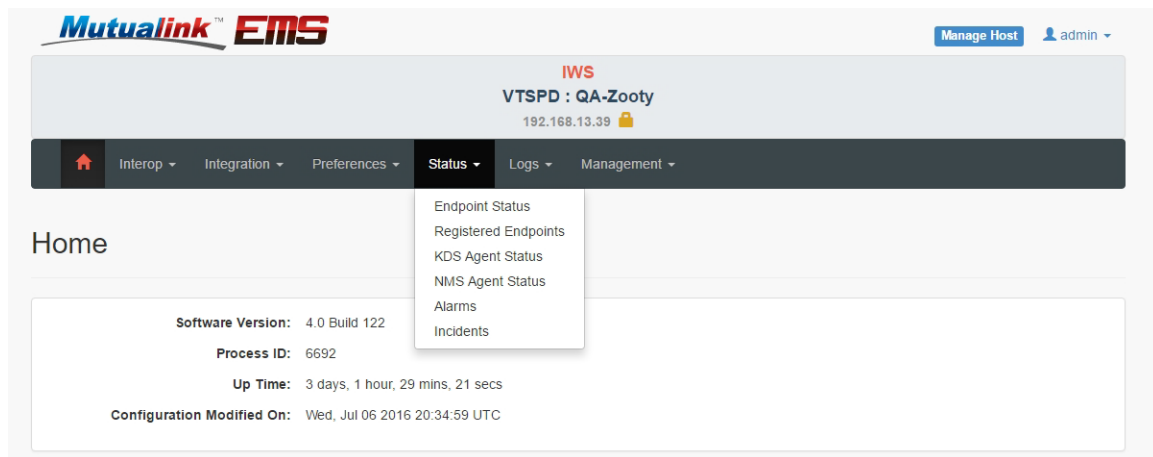 Mutualink™ EMS
Manage Host admin
IWS
VTSPD : QA-Zooty
192.168.13.39
Interop Integration Preferences Status Logs Management
Endpoint Status
Registered Endpoints
KDS Agent Status
NMS Agent Status
Alarms
Incidents
Home
Software Version: 4.0 Build 122
Process ID: 6692
Up Time: 3 days, 1 hour, 29 mins, 21 secs
Configuration Modified On: Wed, Jul 06 2016 20:34:59 UTC